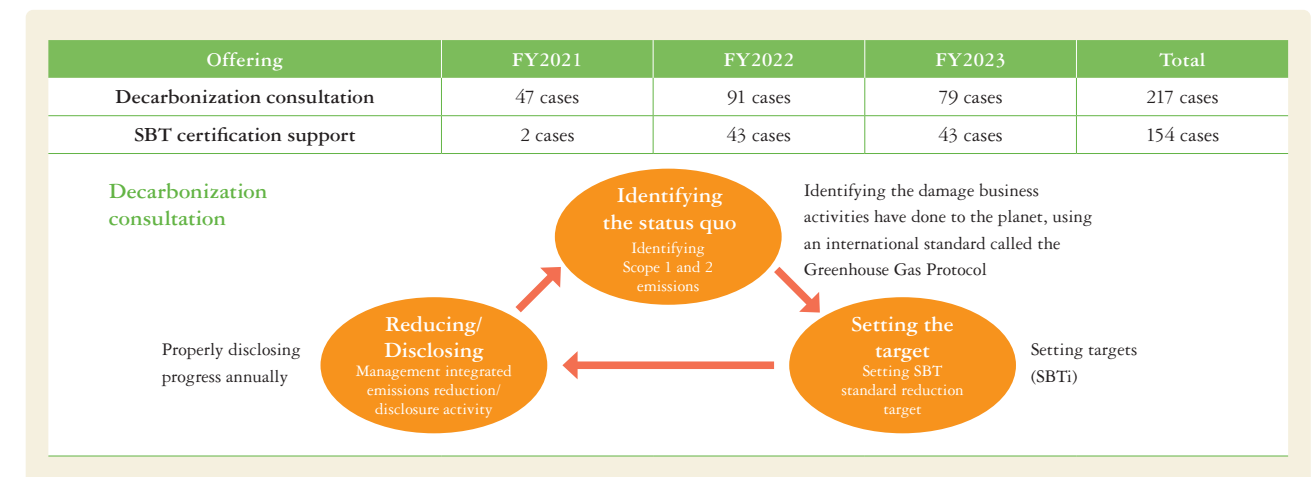 Offering FY2021 FY2022 FY2023 Total
Decarbonization consultation 47 cases 91 cases 79 cases 217 cases
SBT certification support 2 cases 43 cases 43 cases 154 cases
Decarbonization
consultation
Identifying
the status quo
Identifying
Scope 1 and 2
emissions
Identifying the damage business
activities have done to the planet, using
an international standard called the
Greenhouse Gas Protocol
Setting the
target
Setting SBT
standard reduction
target
Setting targets
(SBTi)
Reducing/
Disclosing
Management integrated
emissions reduction/
disclosure activity
Properly disclosing
progress annually